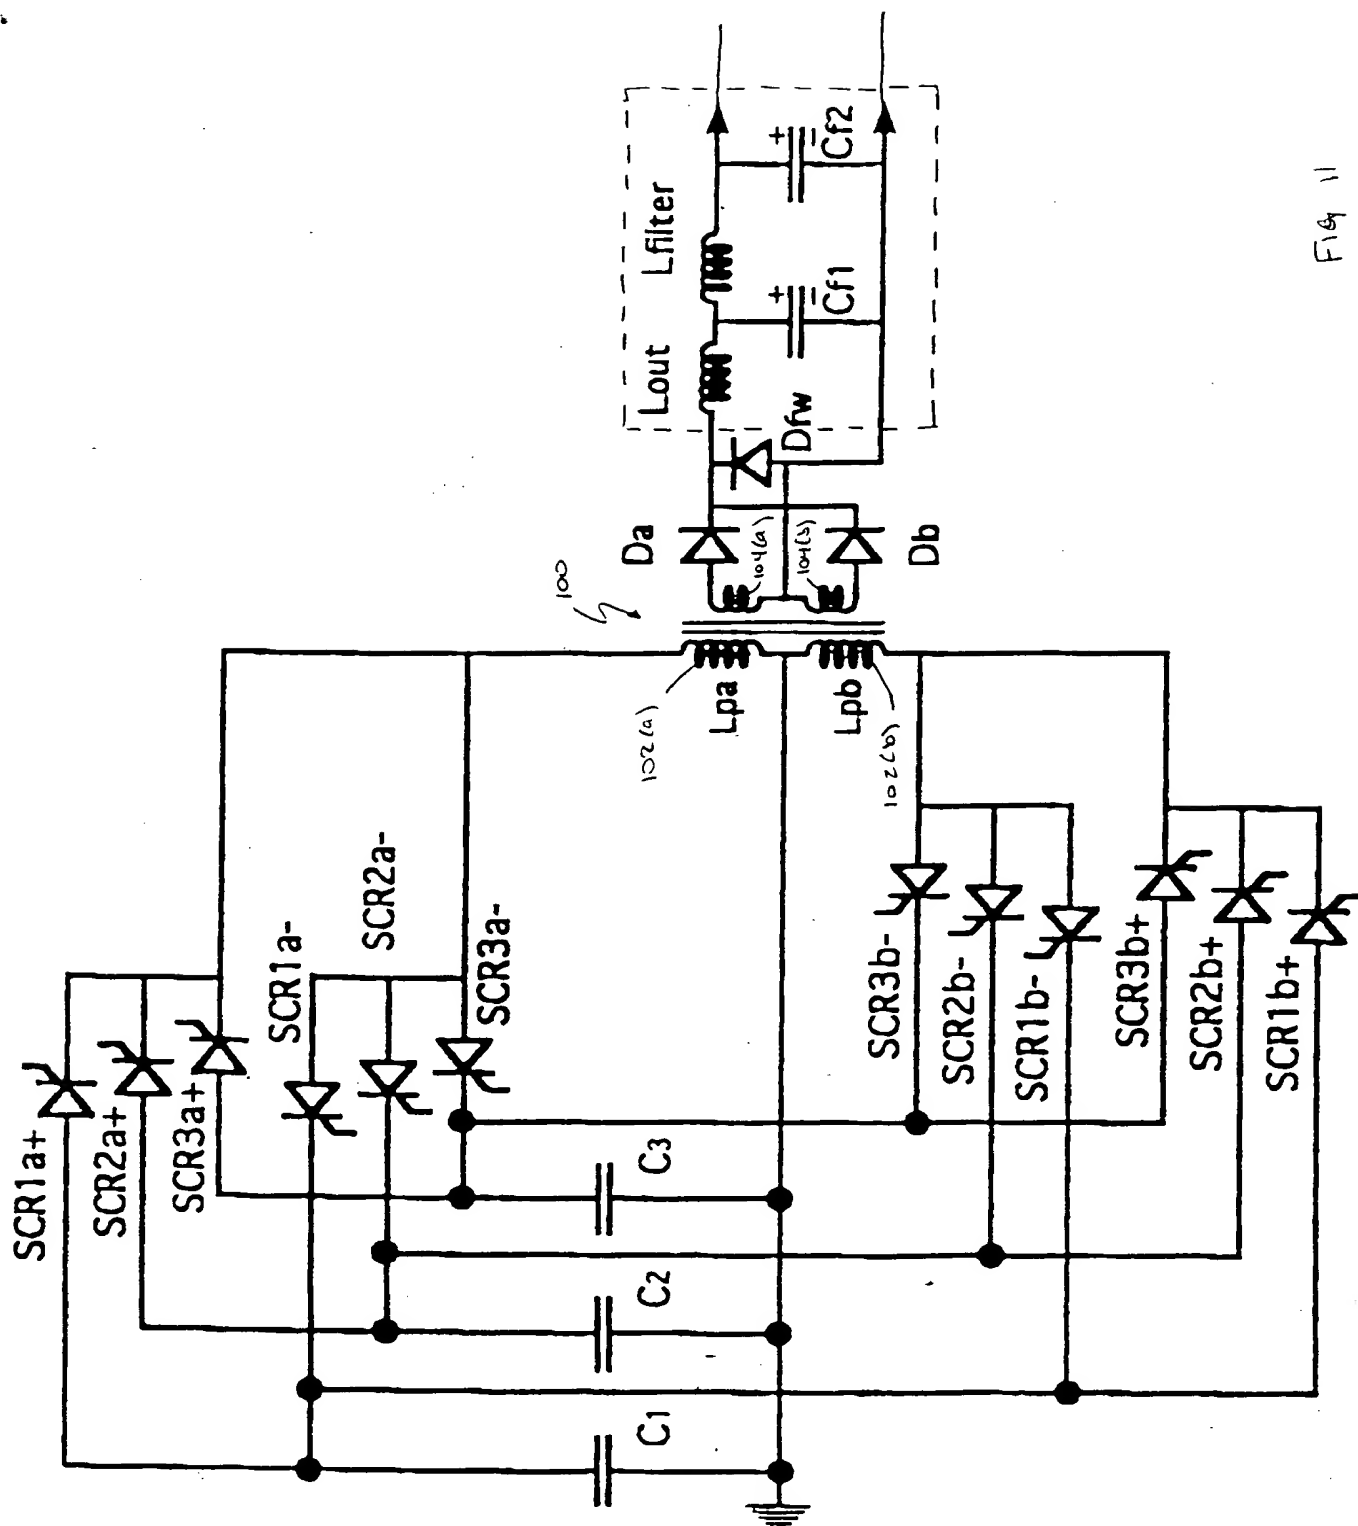 SCR1a+
SCR2a+
SCR3a+
SCR1a-
SCR2a-
SCR3a-
C1
C2
C3
SCR3b-
SCR2b-
SCR1b-
SCR3b+
SCR2b+
SCR1b+
100
102(a)
Lpa
Lpb
102(b)
104(a)
104(b)
Da
Db
Dfw
Lout
Lfilter
+
-
Cf1
+
-
Cf2
Fig 11